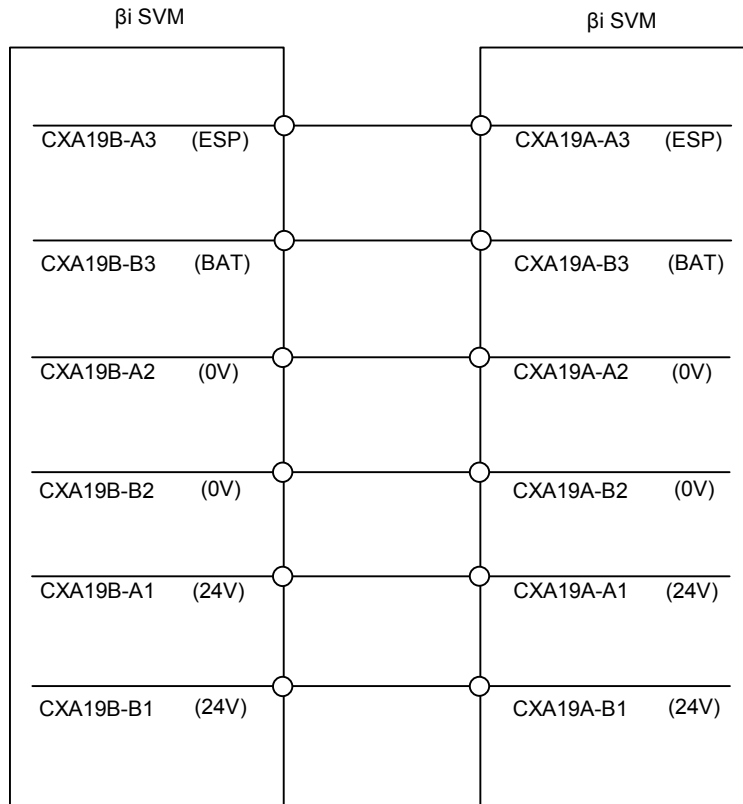 βi SVM βi SVM
CXA19B-A3 (ESP) CXA19A-A3 (ESP)
CXA19B-B3 (BAT) CXA19A-B3 (BAT)
CXA19B-A2 (0V) CXA19A-A2 (0V)
CXA19B-B2 (0V) CXA19A-B2 (0V)
CXA19B-A1 (24V) CXA19A-A1 (24V)
CXA19B-B1 (24V) CXA19A-B1 (24V)